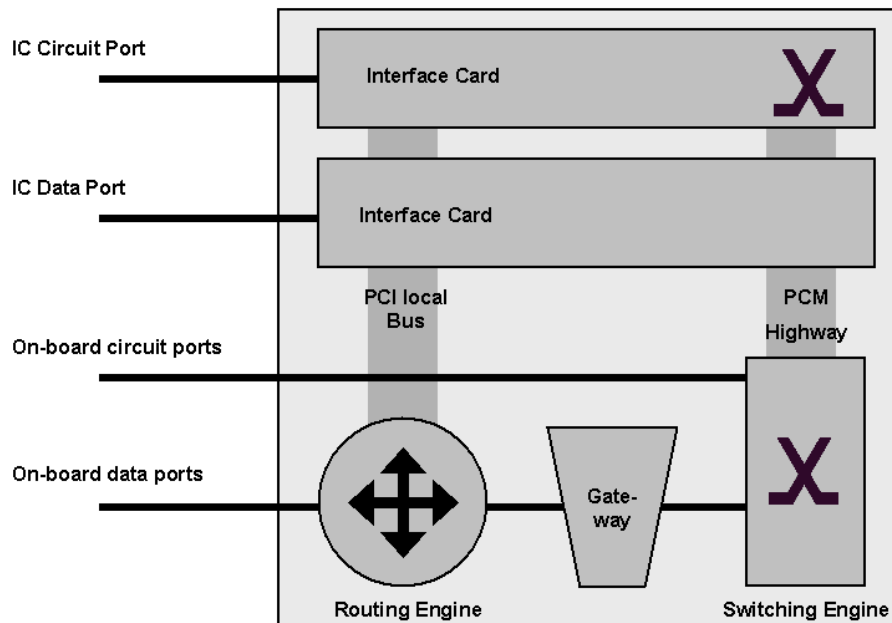 IC Circuit Port
Interface Card
IC Data Port
Interface Card
PCI local
Bus
PCM
Highway
On-board circuit ports
On-board data ports
Gate-
way
Routing Engine
Switching Engine